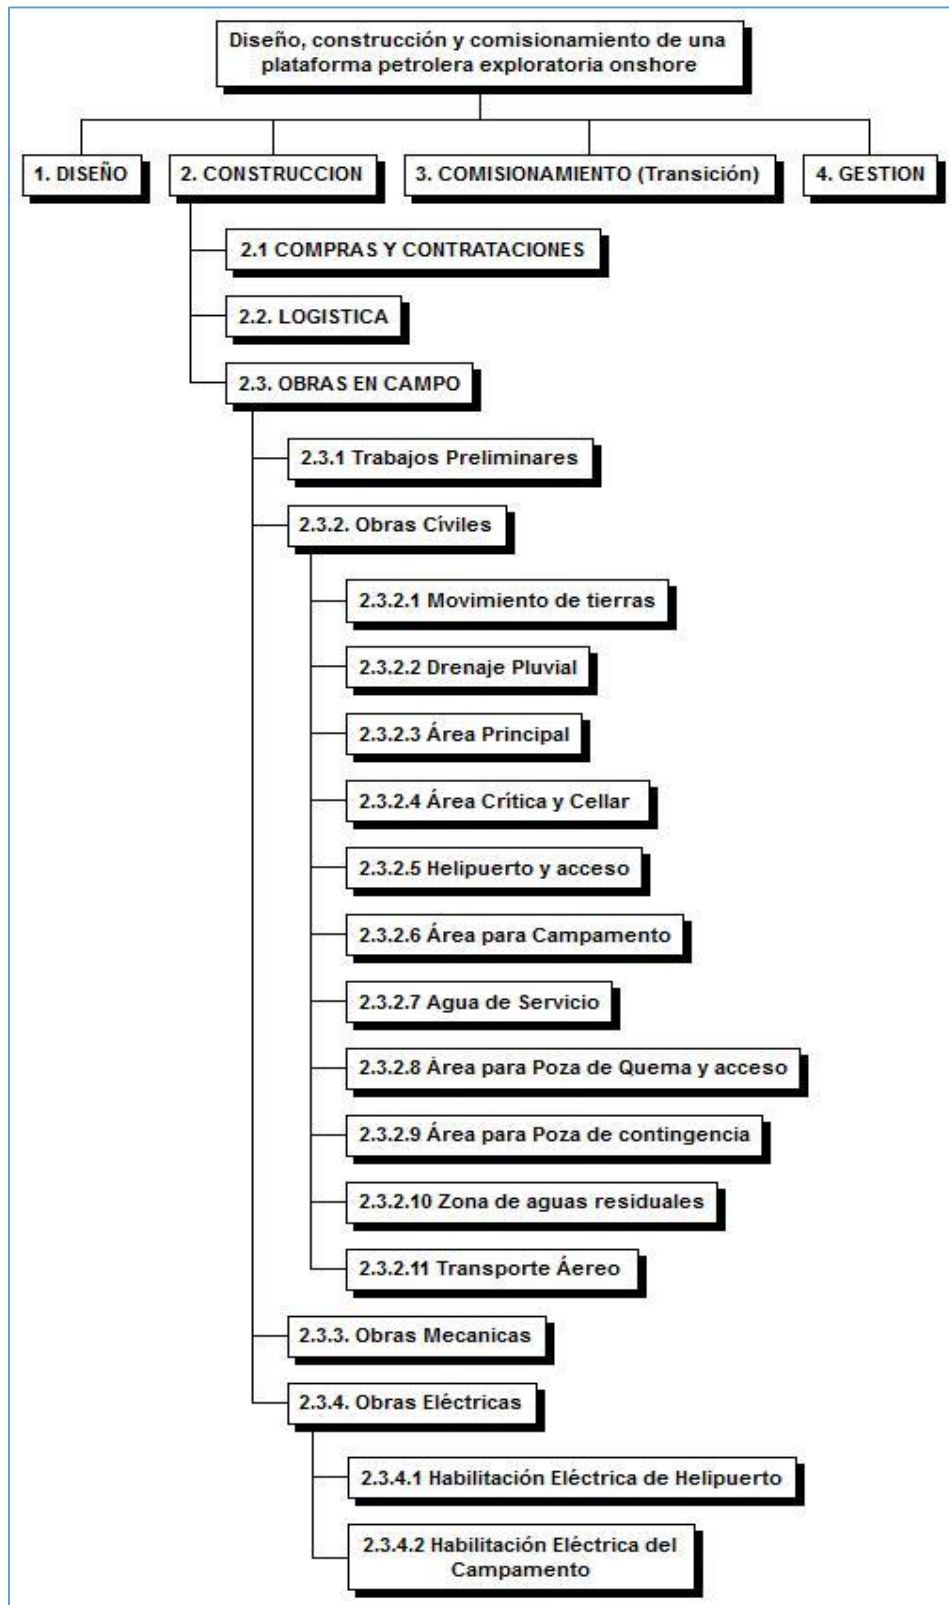 Diseño, construcción y comisionamiento de una
plataforma petrolera exploratoria onshore
1. DISEÑO
2. CONSTRUCCION
3. COMISIONAMIENTO (Transición)
4. GESTION
2.1 COMPRAS Y CONTRATACIONES
2.2. LOGISTICA
2.3. OBRAS EN CAMPO
2.3.1 Trabajos Preliminares
2.3.2. Obras Cíviles
2.3.2.1 Movimiento de tierras
2.3.2.2 Drenaje Pluvial
2.3.2.3 Área Principal
2.3.2.4 Área Crítica y Cellar
2.3.2.5 Helipuerto y acceso
2.3.2.6 Área para Campamento
2.3.2.7 Agua de Servicio
2.3.2.8 Área para Poza de Quema y acceso
2.3.2.9 Área para Poza de contingencia
2.3.2.10 Zona de aguas residuales
2.3.2.11 Transporte Áereo
2.3.3. Obras Mecanicas
2.3.4. Obras Eléctricas
2.3.4.1 Habilitación Eléctrica de Helipuerto
2.3.4.2 Habilitación Eléctrica del
Campamento